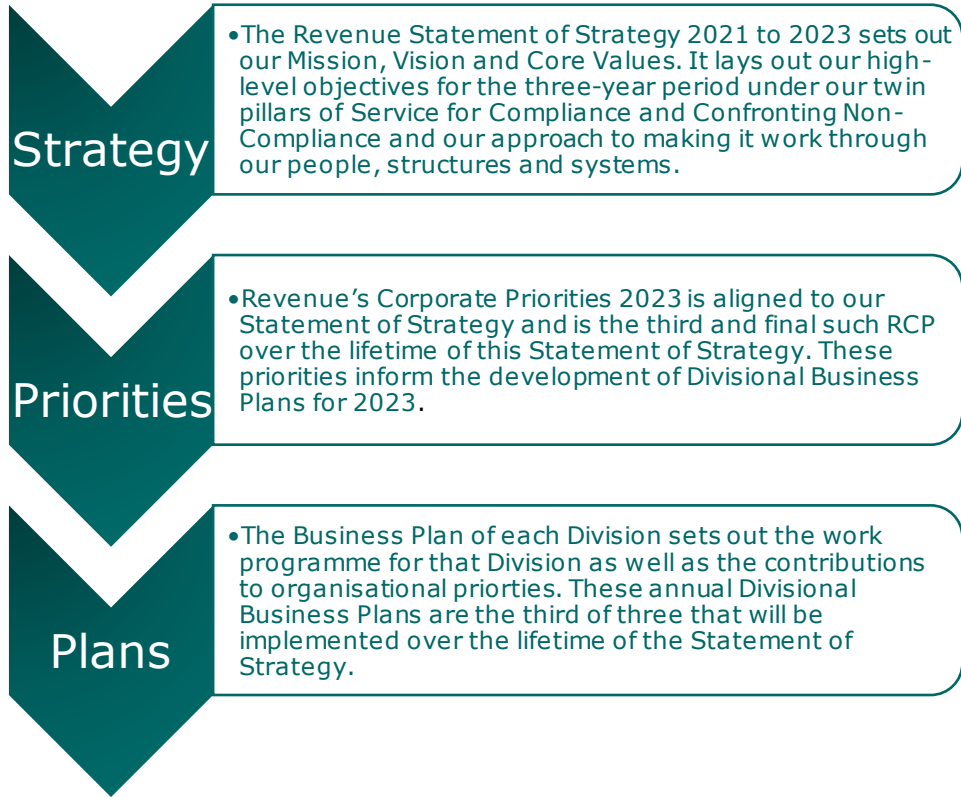 Strategy
•The Revenue Statement of Strategy 2021 to 2023 sets out
our Mission, Vision and Core Values. It lays out our high-
level objectives for the three-year period under our twin
pillars of Service for Compliance and Confronting Non-
Compliance and our approach to making it work through
our people, structures and systems.
Priorities
•Revenue’s Corporate Priorities 2023 is aligned to our
Statement of Strategy and is the third and final such RCP
over the lifetime of this Statement of Strategy. These
priorities inform the development of Divisional Business
Plans for 2023.
Plans
•The Business Plan of each Division sets out the work
programme for that Division as well as the contributions
to organisational priorties. These annual Divisional
Business Plans are the third of three that will be
implemented over the lifetime of the Statement of
Strategy.